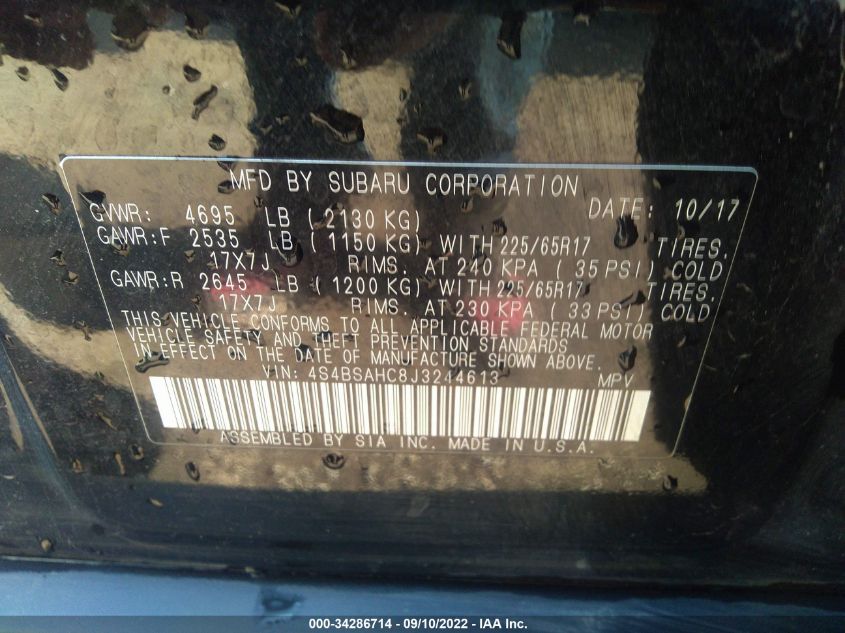 MFD BY SUBARU CORPORATION
GVWR: 4695 LB ( 2130 KG) DATE: 10/17
GAWR:F 2535 LB ( 1150 KG) WITH 225/65R17 TIRES.
17X7J RIMS. AT 240 KPA ( 35 PSI) COLD
GAWR:R 2645 LB ( 1200 KG) WITH 225/65R17 TIRES.
17X7J RIMS. AT 230 KPA ( 33 PSI) COLD
THIS VEHICLE CONFORMS TO ALL APPLICABLE FEDERAL MOTOR
VEHICLE SAFETY AND THEFT PREVENTION STANDARDS
IN EFFECT ON THE DATE OF MANUFACTURE SHOWN ABOVE.
VIN: 4S4BSAHC8J3244613 MPV
ASSEMBLED BY SIA INC. MADE IN U.S.A.
000-34286714 - 09/10/2022 - IAA Inc.